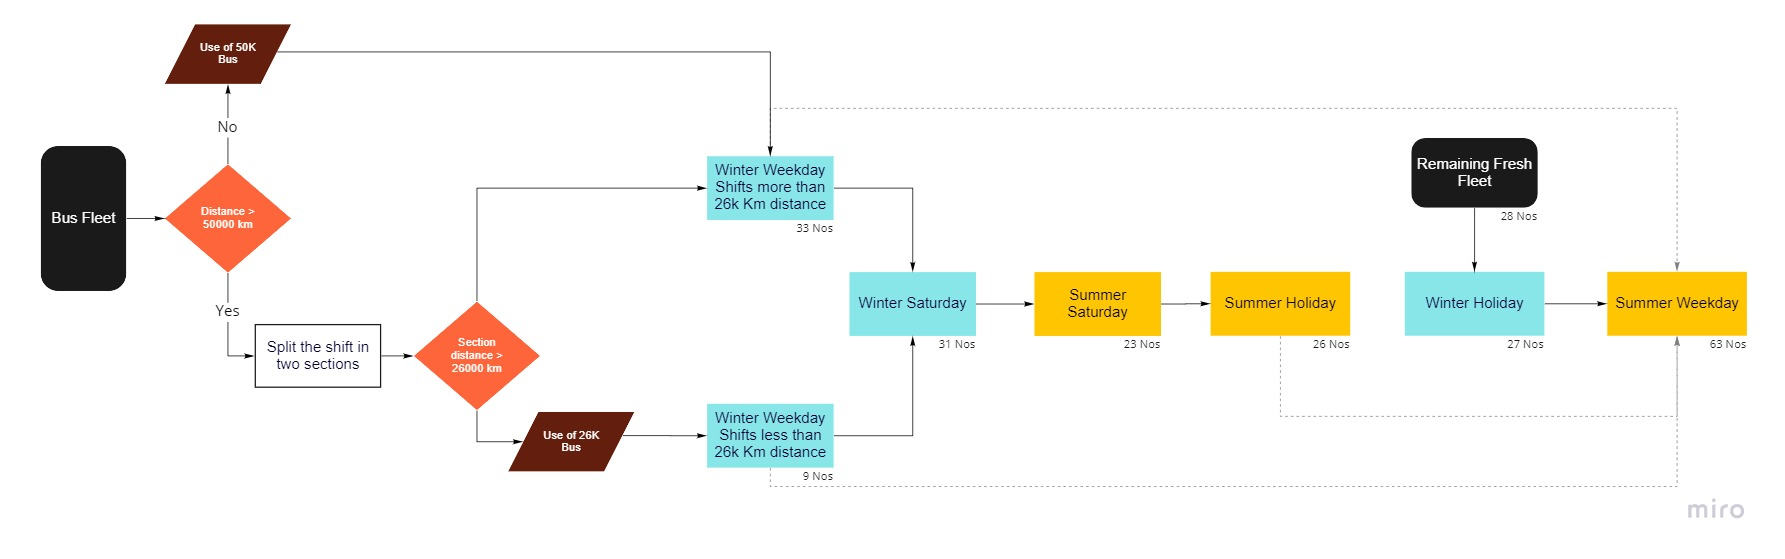 Use of 50K
Bus
No
Bus Fleet
Distance >
50000 km
Yes
Split the shift in
two sections
Section
distance >
26000 km
Use of 26K
Bus
Winter Weekday
Shifts more than
26k Km distance
33 Nos
Winter Weekday
Shifts less than
26k Km distance
9 Nos
Winter Saturday
31 Nos
Summer
Saturday
23 Nos
Summer Holiday
26 Nos
Remaining Fresh
Fleet
28 Nos
Winter Holiday
27 Nos
Summer Weekday
63 Nos
miro